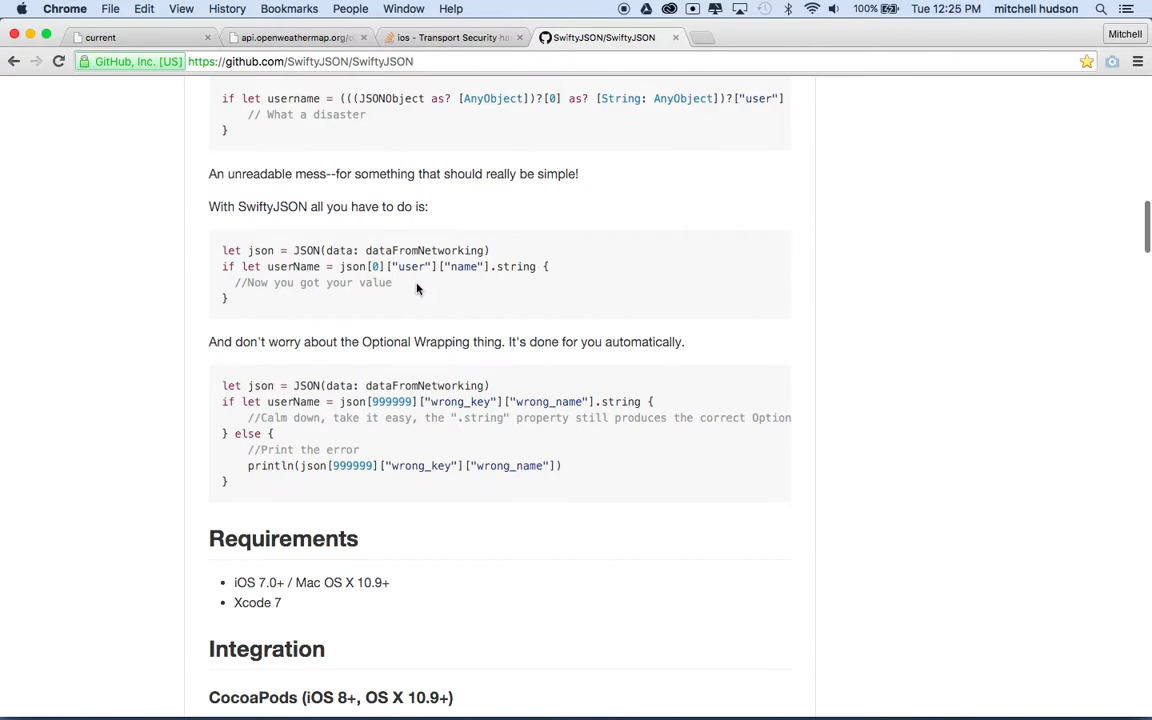 Chrome File Edit View History Bookmarks People Window Help 100% Tue 12:25 PM mitchell hudson
current api.openweathermap.org/ ios - Transport Security ha SwiftyJSON/SwiftyJSON Mitchell
GitHub, Inc. [US] https://github.com/SwiftyJSON/SwiftyJSON
if let username = (((JSONObject as? [AnyObject])?[0] as? [String: AnyObject])?["user"]
// What a disaster
}
An unreadable mess--for something that should really be simple!
With SwiftyJSON all you have to do is:
let json = JSON(data: dataFromNetworking)
if let userName = json[0]["user"]["name"].string {
//Now you got your value
}
And don't worry about the Optional Wrapping thing. It's done for you automatically.
let json = JSON(data: dataFromNetworking)
if let userName = json[999999]["wrong_key"]["wrong_name"].string {
//Calm down, take it easy, the ".string" property still produces the correct Option
} else {
//Print the error
println(json[999999]["wrong_key"]["wrong_name"])
}
Requirements
• iOS 7.0+ / Mac OS X 10.9+
• Xcode 7
Integration
CocoaPods (iOS 8+, OS X 10.9+)